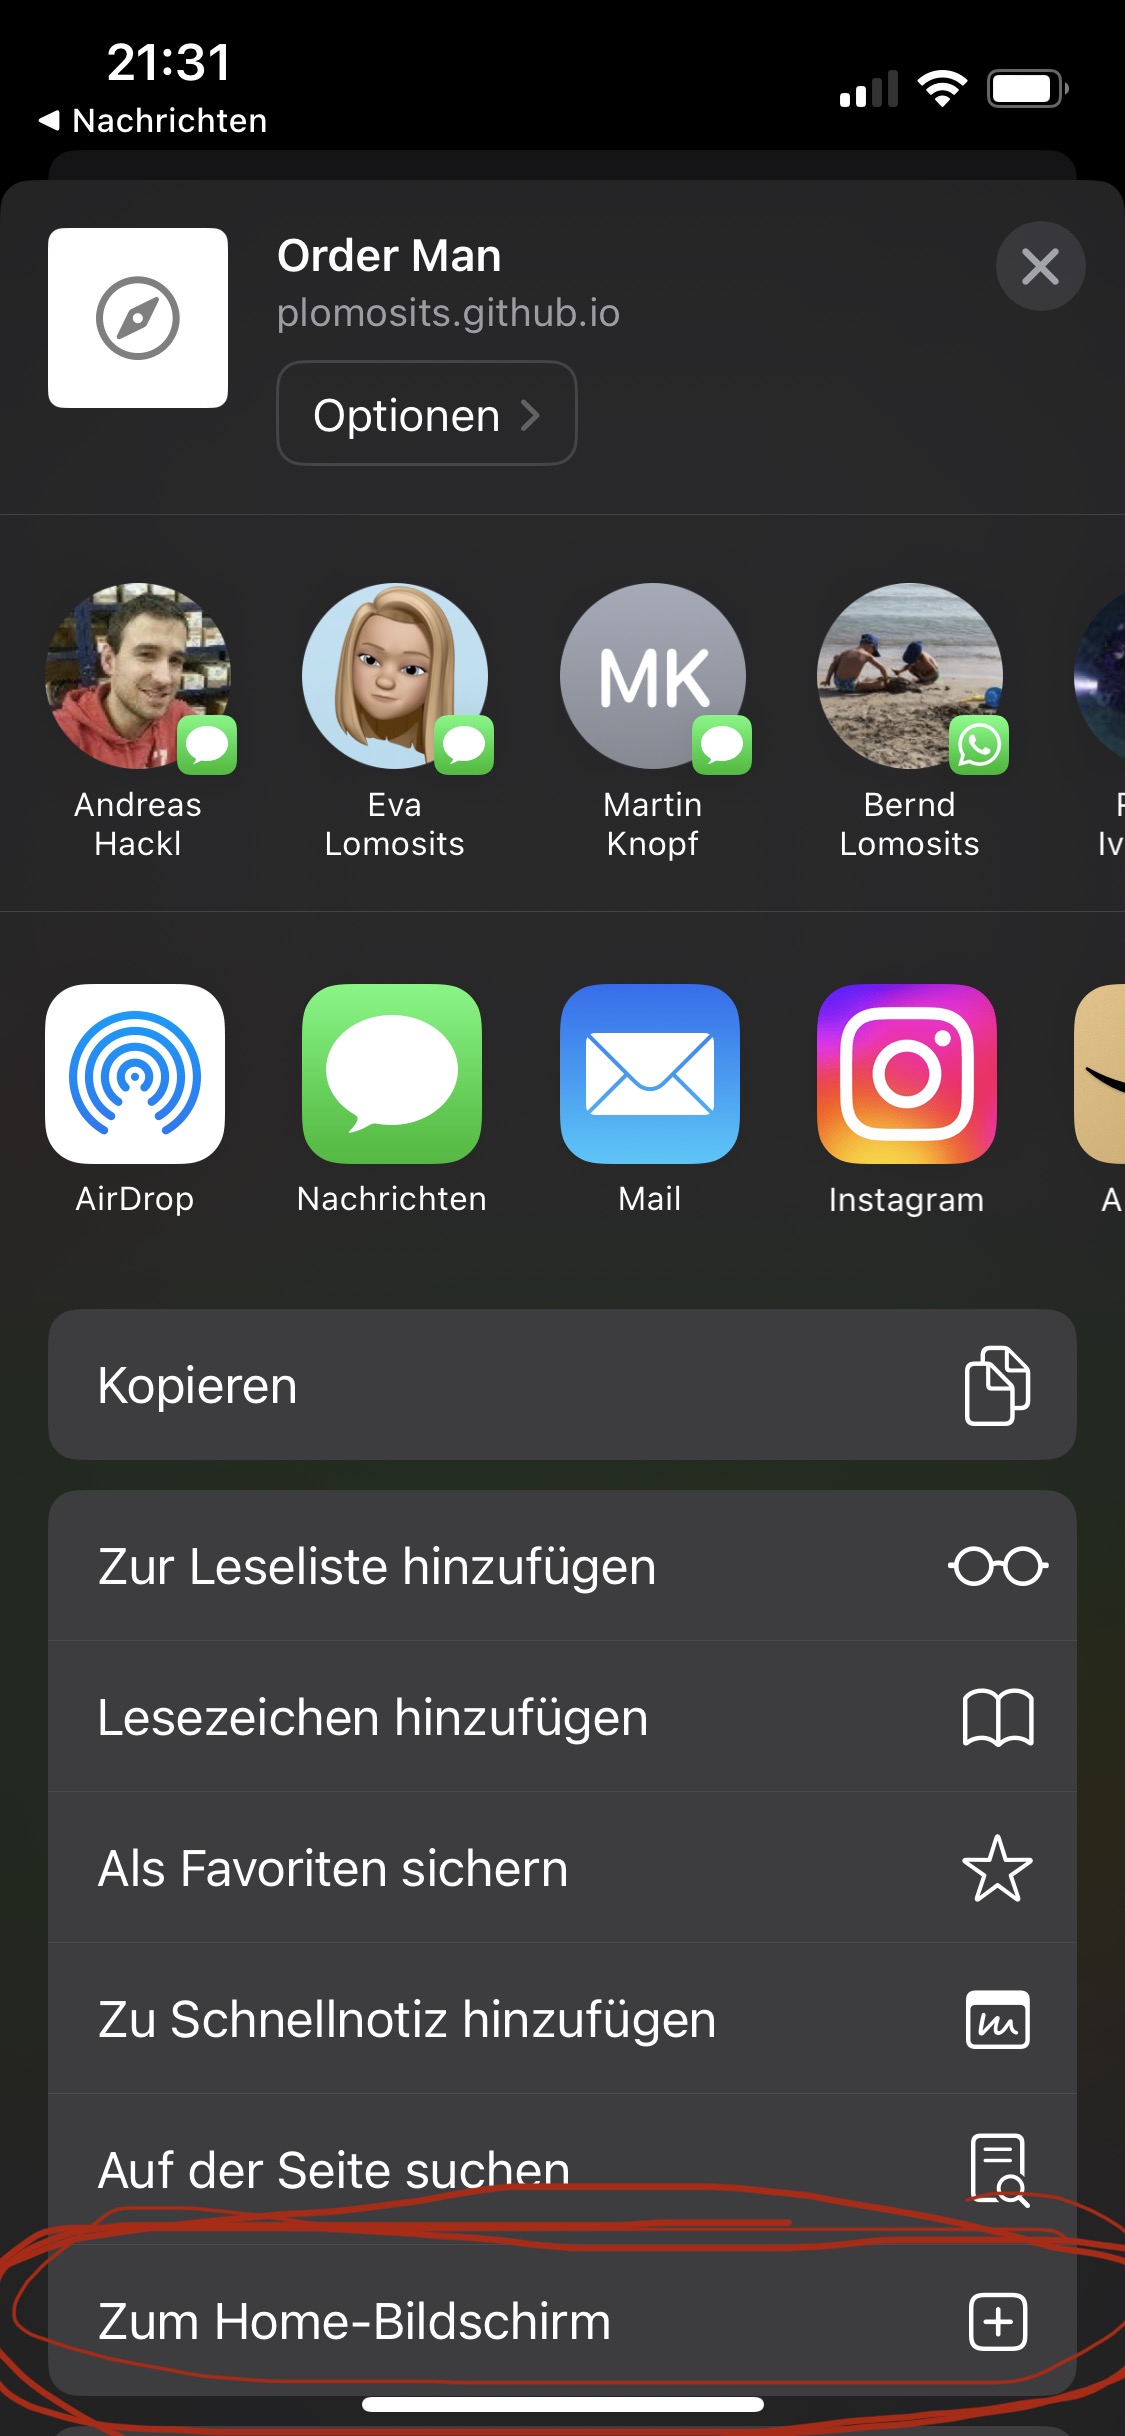 21:31
Nachrichten
Order Man
plomosits.github.io
Optionen
MK
Andreas
Hackl
Eva
Lomosits
Martin
Knopf
Bernd
Lomosits
Iv
AirDrop
Nachrichten
Mail
Instagram
A
Kopieren
Zur Leseliste hinzufügen
Lesezeichen hinzufügen
Als Favoriten sichern
Zu Schnellnotiz hinzufügen
Auf der Seite suchen
Zum Home-Bildschirm